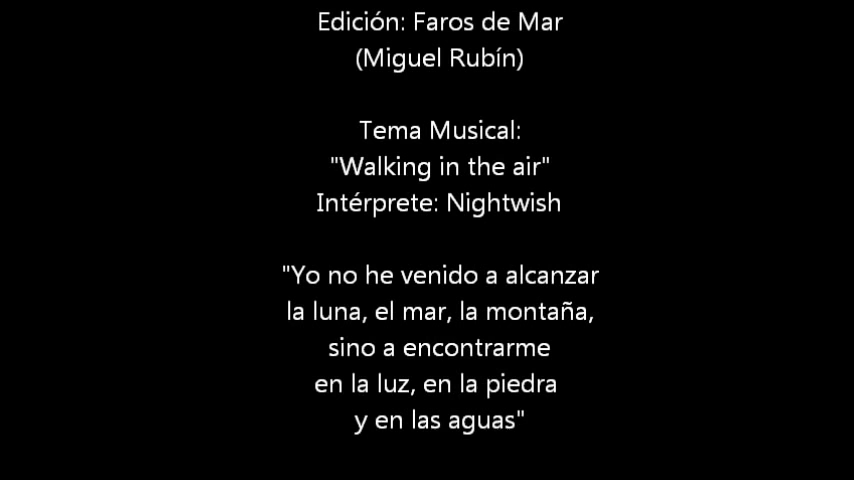 Edición: Faros de Mar
(Miguel Rubín)
Tema Musical:
"Walking in the air"
Intérprete: Nightwish
"Yo no he venido a alcanzar
la luna, el mar, la montaña,
sino a encontrarme
en la luz, en la piedra
y en las aguas"